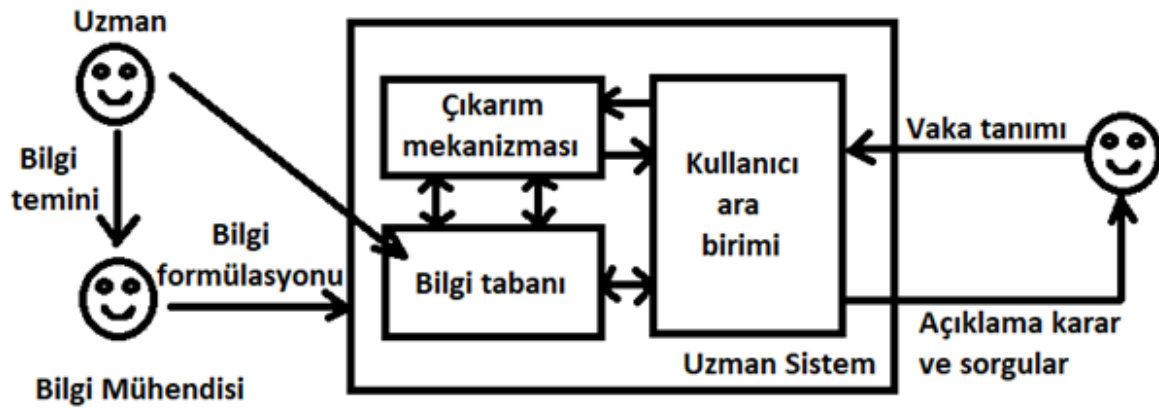 Uzman
Bilgi
temini
Bilgi
formülasyonu
Bilgi Mühendisi
Çıkarım
mekanizması
Bilgi tabanı
Kullanıcı
ara
birimi
Uzman Sistem
Vaka tanımı
Açıklama karar
ve sorgular